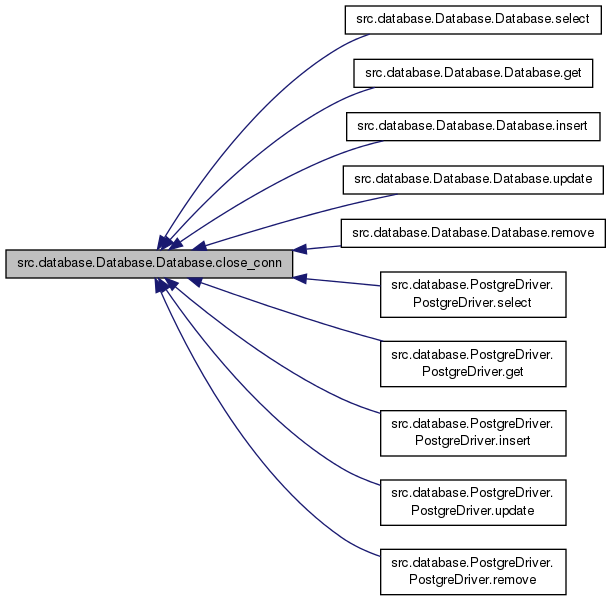 src.database.Database.Database.select
src.database.Database.Database.get
src.database.Database.Database.insert
src.database.Database.Database.update
src.database.Database.Database.remove
src.database.Database.Database.close_conn
src.database.PostgreDriver.
PostgreDriver.select
src.database.PostgreDriver.
PostgreDriver.get
src.database.PostgreDriver.
PostgreDriver.insert
src.database.PostgreDriver.
PostgreDriver.update
src.database.PostgreDriver.
PostgreDriver.remove